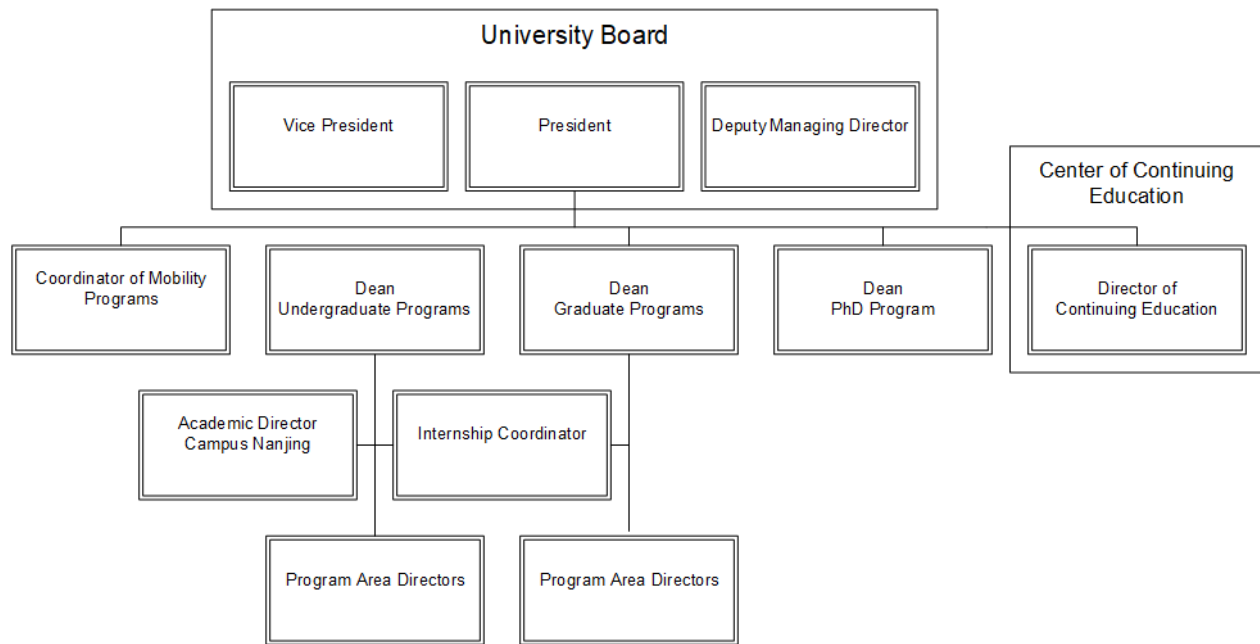 University Board
Vice President
President
Deputy Managing Director
Center of Continuing
Education
Coordinator of Mobility
Programs
Dean
Undergraduate Programs
Dean
Graduate Programs
Dean
PhD Program
Director of
Continuing Education
Academic Director
Campus Nanjing
Internship Coordinator
Program Area Directors
Program Area Directors